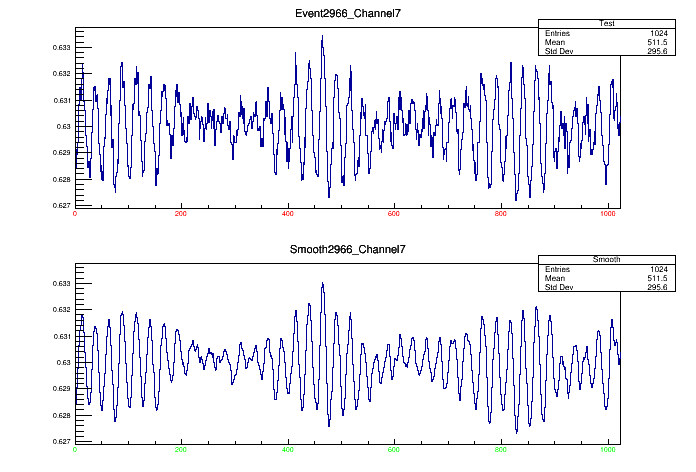 Event2966_Channel7
Test
Entries 1024
Mean 511.5
Std Dev 295.6
0.633
0.632
0.631
0.63
0.629
0.628
0.627
0 200 400 600 800 1000
Smooth2966_Channel7
Smooth
Entries 1024
Mean 511.5
Std Dev 295.6
0.633
0.632
0.631
0.63
0.629
0.628
0.627
0 200 400 600 800 1000